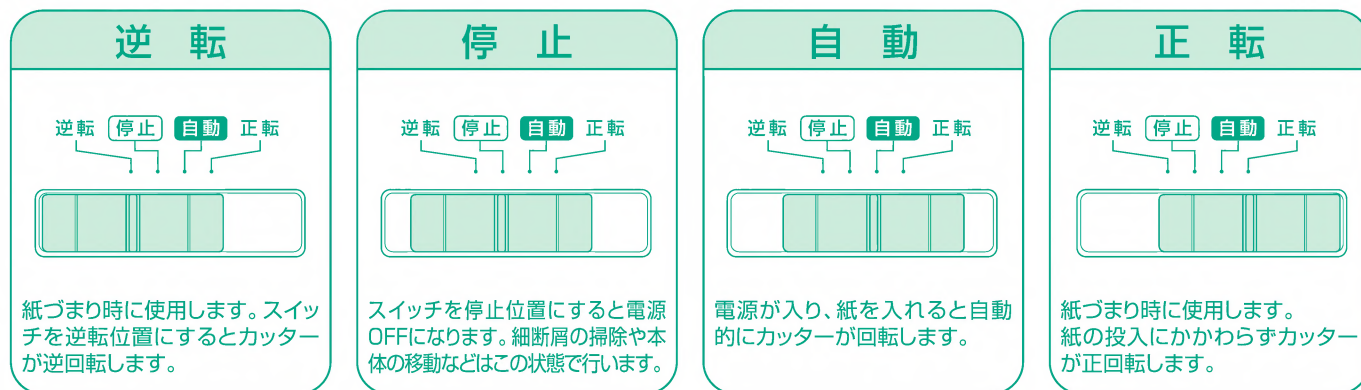 逆 転
逆転 停止 自動 正転
紙づまり時に使用します。スイッ
チを逆転位置にするとカッター
が逆回転します。
停 止
逆転 停止 自動 正転
スイッチを停止位置にすると電源
OFFになります。細断屑の掃除や本
体の移動などはこの状態で行います。
自 動
逆転 停止 自動 正転
電源が入り、紙を入れると自動
的にカッターが回転します。
正 転
逆転 停止 自動 正転
紙づまり時に使用します。
紙の投入にかかわらずカッター
が正回転します。